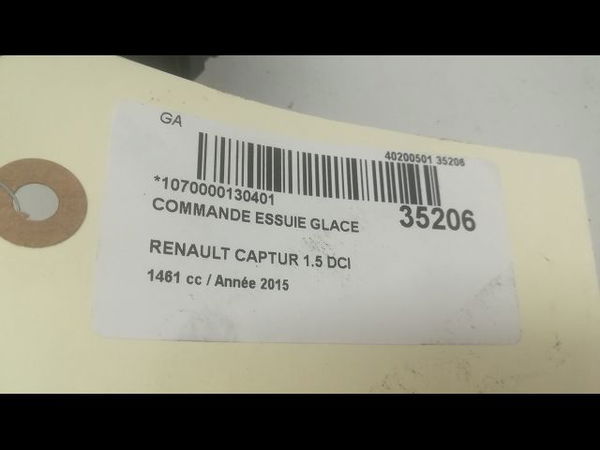 GA
40200501 35206
*1070000130401
COMMANDE ESSUIE GLACE
35206
RENAULT CAPTUR 1.5 DCI
1461 cc / Année 2015